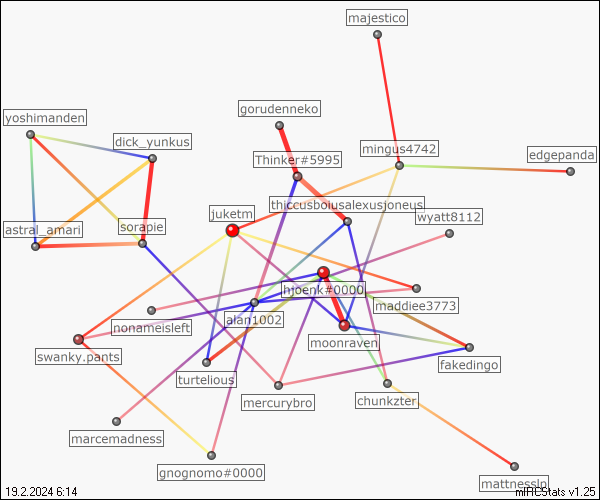 majestico
yoshimanden
gorudenneko
dick_yunkus
mingus4742
edgepanda
Thinker#5995
thiccusboiusalexusjoneus
juketm
wyatt8112
astral_amari
sorapie
hjoenk#0000
maddiee3773
nonameisleft
alan1002
moonraven
swanky.pants
fakedingo
turtelious
mercurybro
chunkzter
marcemadness
gnognomo#0000
mattnesslp
19.2.2024 6:14
mIRCStats v1.25